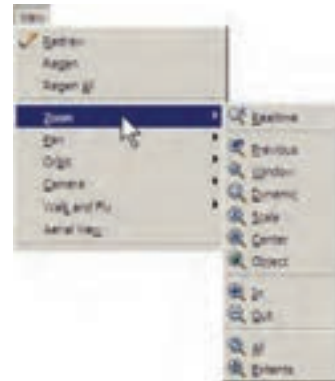 View
Redraw
Regen
Regen All
Zoom
Pan
Orbit
Camera
Walk and Fly
Aerial View
Realtime
Previous
Window
Dynamic
Scale
Center
Object
In
Out
All
Extents